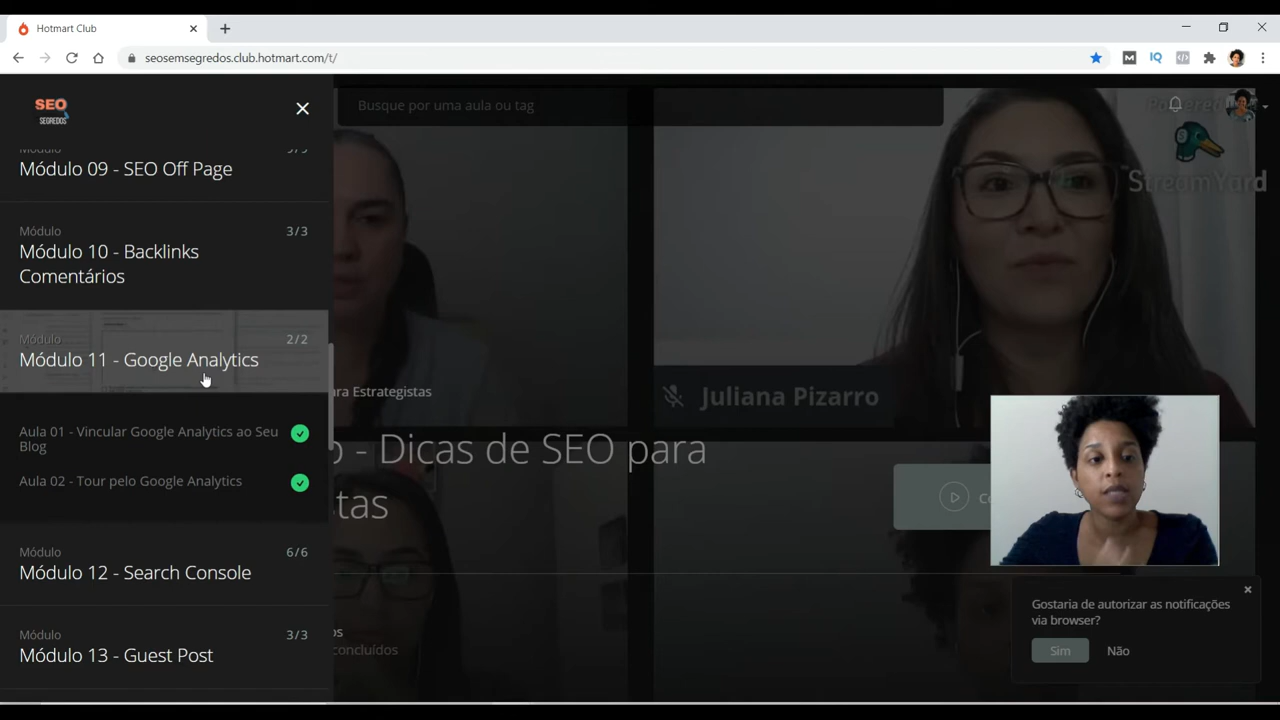 Hotmart Club
seosemsegredos.club.hotmart.com/t/
SEO
SEGREDOS
Busque por uma aula ou tag
Powered
StreamYard
Módulo
Módulo 09 - SEO Off Page
Módulo 3/3
Módulo 10 - Backlinks
Comentários
Módulo 2/2
Módulo 11 - Google Analytics
Aula 01 - Vincular Google Analytics ao Seu
Blog
Aula 02 - Tour pelo Google Analytics
Módulo 6/6
Módulo 12 - Search Console
Módulo 3/3
Módulo 13 - Guest Post
ara Estrategistas
Juliana Pizarro
o - Dicas de SEO para
tas
Co
os
concluídos
Gostaria de autorizar as notificações
via browser?
Sim Não